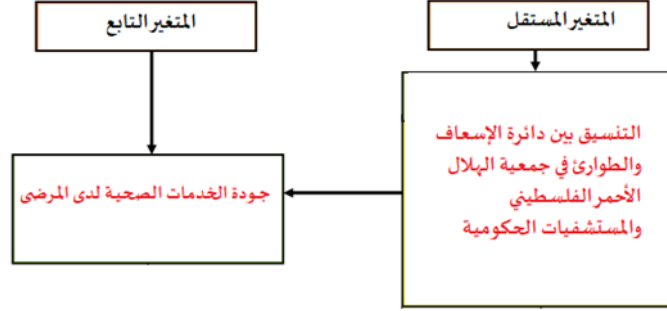 المتغير المستقل
المتغير التابع
التنسيق بين دائرة الإسعاف
والطوارئ في جمعية الهلال
الأحمر الفلسطيني
والمستشفيات الحكومية
جودة الخدمات الصحية لدى المرضى